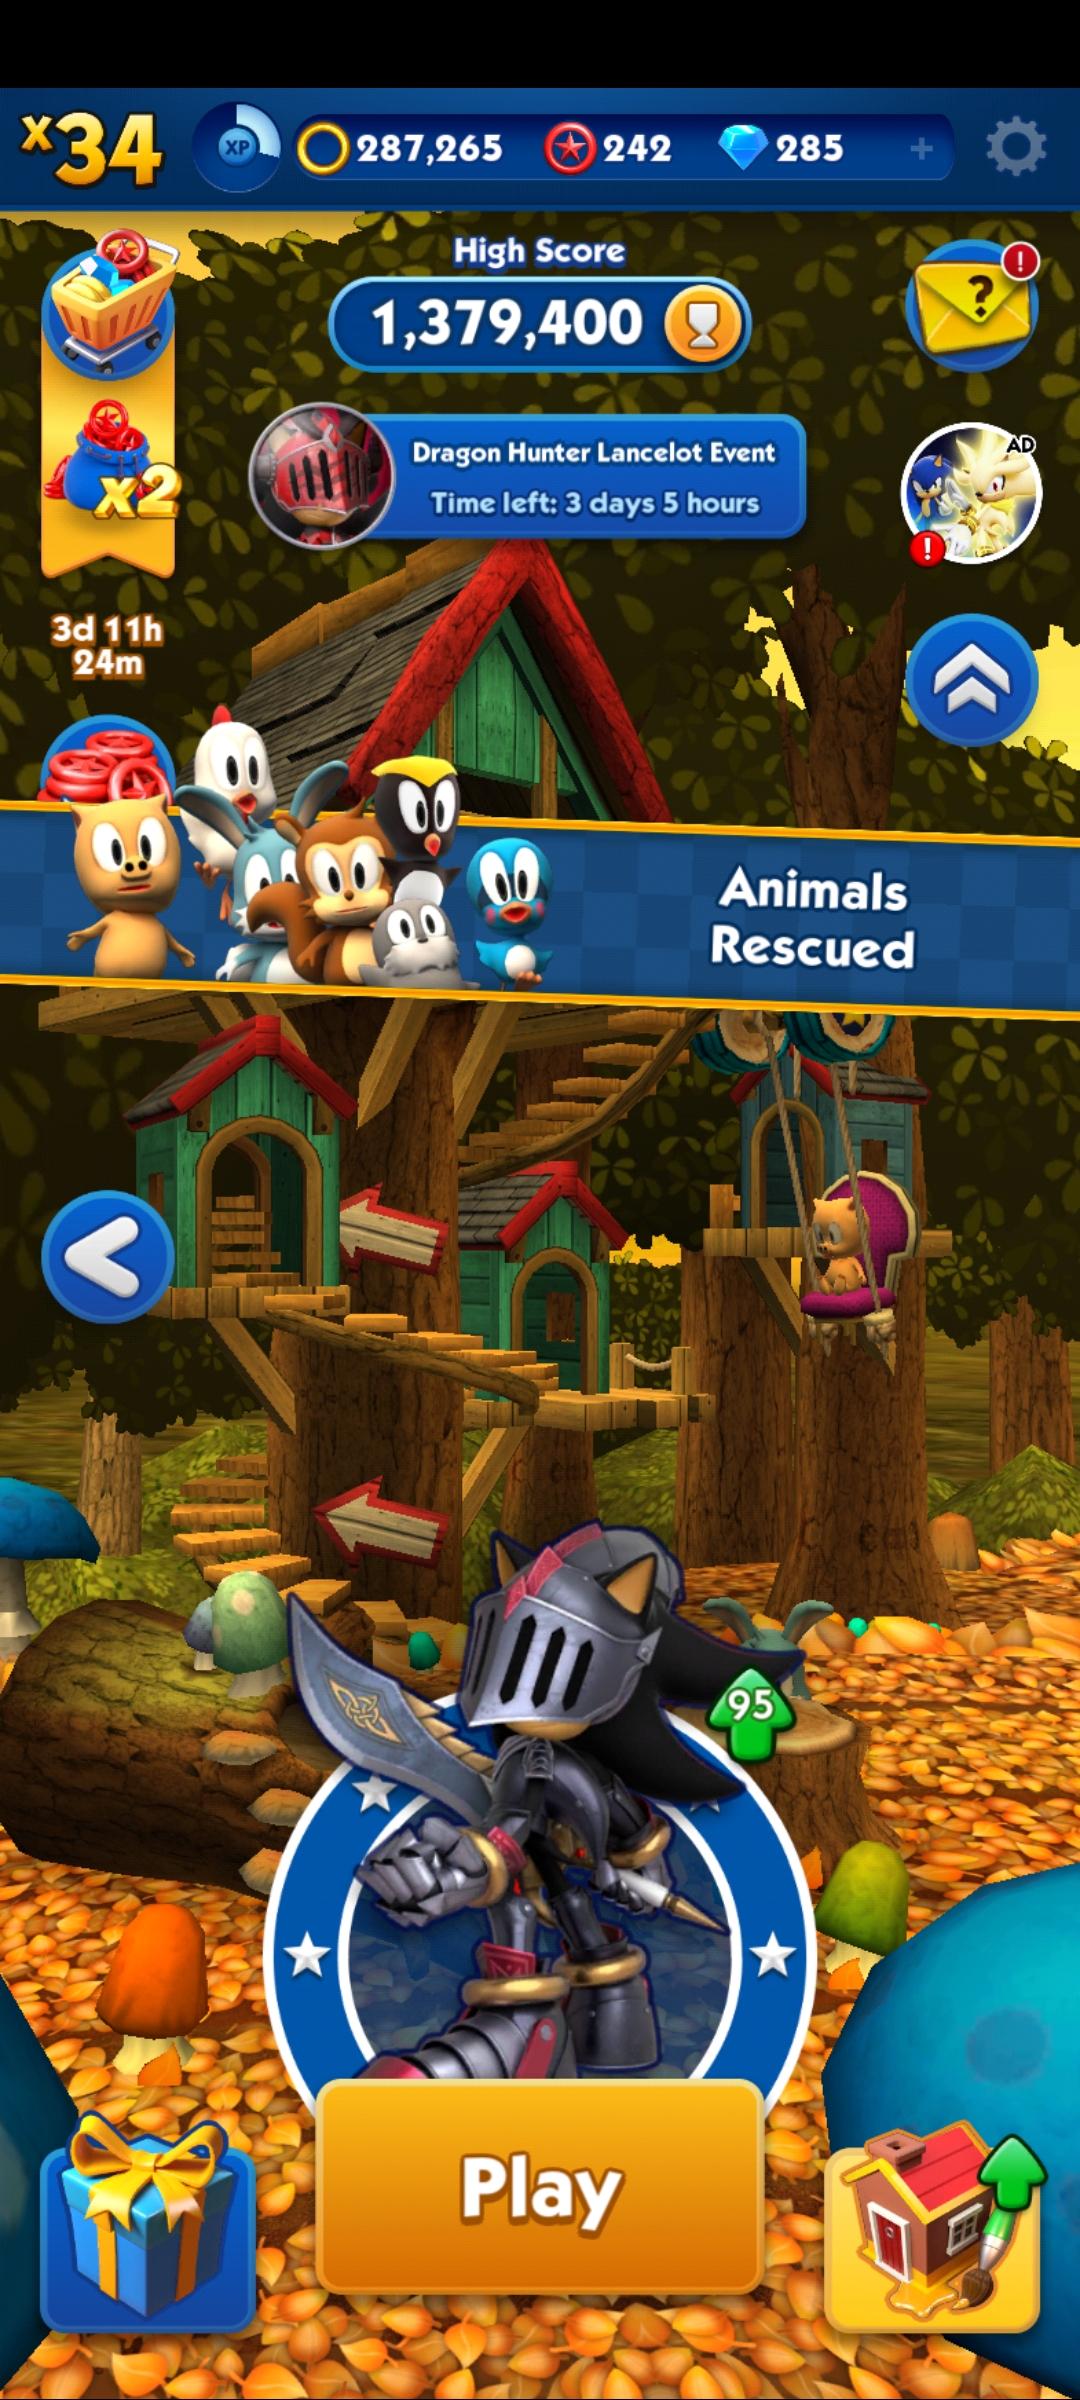 x34
XP
287,265
242
285
High Score
1,379,400
?
!
Dragon Hunter Lancelot Event
Time left: 3 days 5 hours
AD
!
x2
3d 11h
24m
Animals
Rescued
95
Play